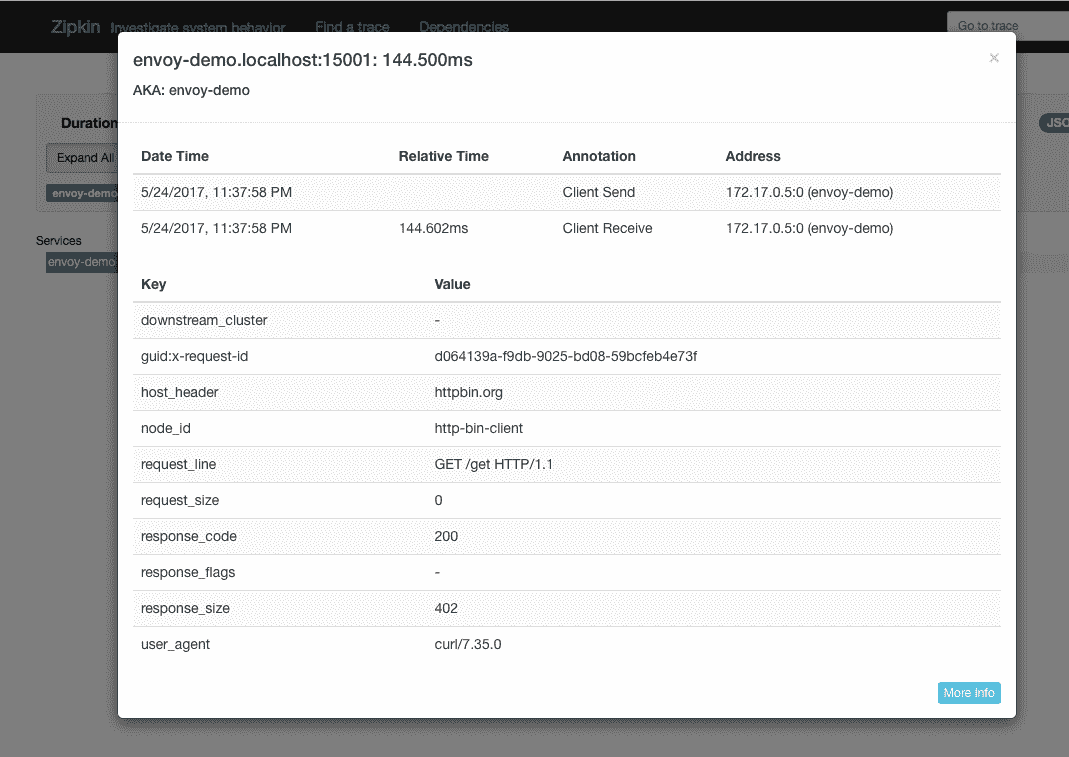 Zipkin Investigate system behavior Find a trace Dependencies Go to trace
envoy-demo.localhost:15001: 144.500ms ×
AKA: envoy-demo
Duration JSO
Expand All
envoy-demo
Services
envoy-demo
Date Time Relative Time Annotation Address
5/24/2017, 11:37:58 PM Client Send 172.17.0.5:0 (envoy-demo)
5/24/2017, 11:37:58 PM 144.602ms Client Receive 172.17.0.5:0 (envoy-demo)
Key Value
downstream_cluster -
guid:x-request-id d064139a-f9db-9025-bd08-59bcfeb4e73f
host_header httpbin.org
node_id http-bin-client
request_line GET /get HTTP/1.1
request_size 0
response_code 200
response_flags -
response_size 402
user_agent curl/7.35.0
More Info